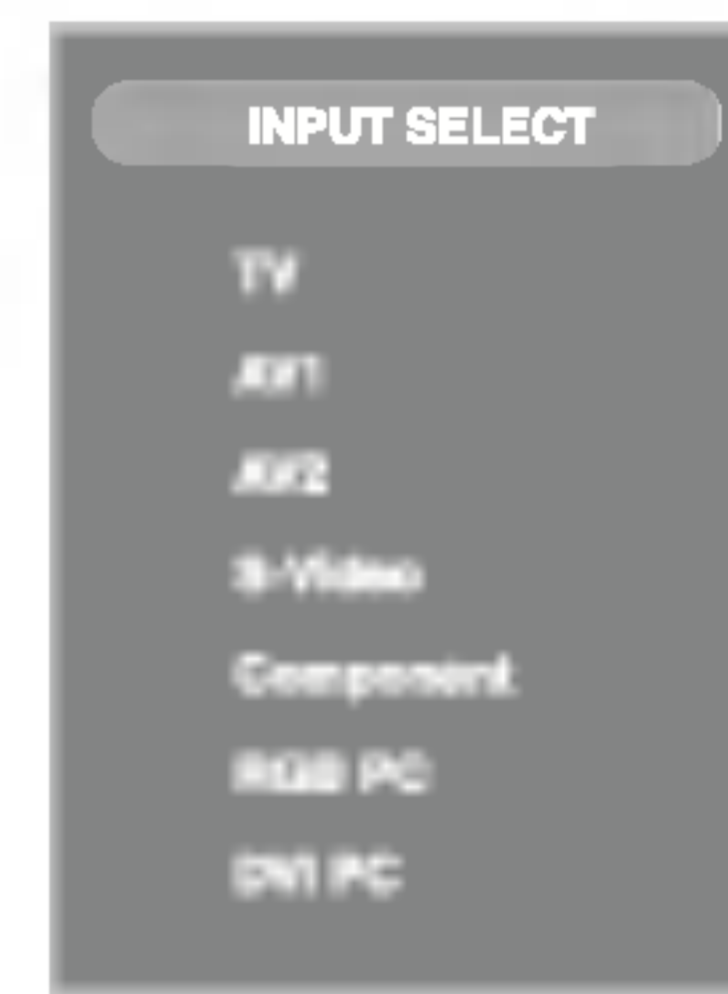 INPUT SELECT
TV
AV1
AV2
S-Video
Component
RGB PC
DVI PC